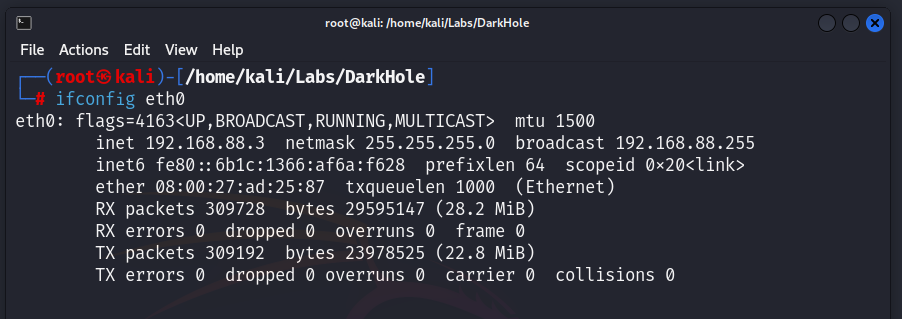 root@kali: /home/kali/Labs/DarkHole
File Actions Edit View Help
┌──(root㉿kali)-[/home/kali/Labs/DarkHole]
└─# ifconfig eth0
eth0: flags=4163<UP,BROADCAST,RUNNING,MULTICAST>  mtu 1500
        inet 192.168.88.3  netmask 255.255.255.0  broadcast 192.168.88.255
        inet6 fe80::6b1c:1366:af6a:f628  prefixlen 64  scopeid 0×20<link>
        ether 08:00:27:ad:25:87  txqueuelen 1000  (Ethernet)
        RX packets 309728  bytes 29595147 (28.2 MiB)
        RX errors 0  dropped 0  overruns 0  frame 0
        TX packets 309192  bytes 23978525 (22.8 MiB)
        TX errors 0  dropped 0 overruns 0  carrier 0  collisions 0